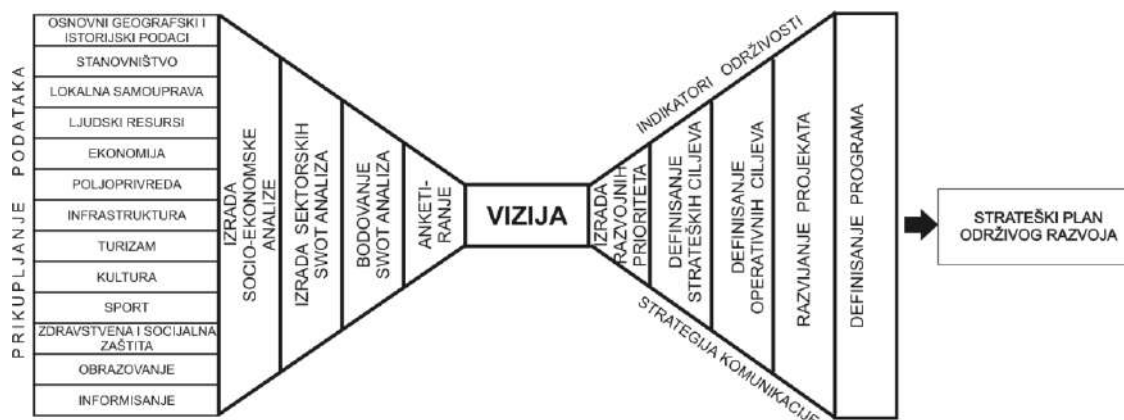 PRIKUPLJANJE PODATAKA
OSNOVNI GEOGRAFSKI I
ISTORIJSKI PODACI
STANOVNIŠTVO
LOKALNA SAMOUPRAVA
LJUDSKI RESURSI
EKONOMIJA
POLJOPRIVREDA
INFRASTRUKTURA
TURIZAM
KULTURA
SPORT
ZDRAVSTVENA I SOCIJALNA
ZAŠTITA
OBRAZOVANJE
INFORMISANJE
IZRADA
SOCIO-EKONOMSKE
ANALIZE
IZRADA SEKTORSKIH
SWOT ANALIZA
BODOVANJE
SWOT ANALIZA
ANKETI-
RANJE
VIZIJA
INDIKATORI ODRŽIVOSTI
IZRADA
RAZVOJNIH
PRIORITETA
DEFINISANJE
STRATEŠKIH CILJEVA
DEFINISANJE
OPERATIVNIH CILJEVA
RAZVIJANJE PROJEKATA
DEFINISANJE PROGRAMA
STRATEGIJA KOMUNIKACIJE
STRATEŠKI PLAN
ODRŽIVOG RAZVOJA